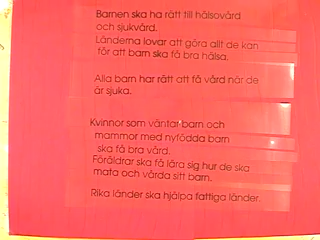 Barnen ska ha rätt till hälsovård
och sjukvård.
Länderna lovar att göra allt de kan
för att barn ska få bra hälsa.
Alla barn har rätt att få vård när de
är sjuka.
Kvinnor som väntar barn och
mammor med nyfödda barn
ska få bra vård.
Föräldrar ska få lära sig hur de ska
mata och vårda sitt barn.
Rika länder ska hjälpa fattiga länder.